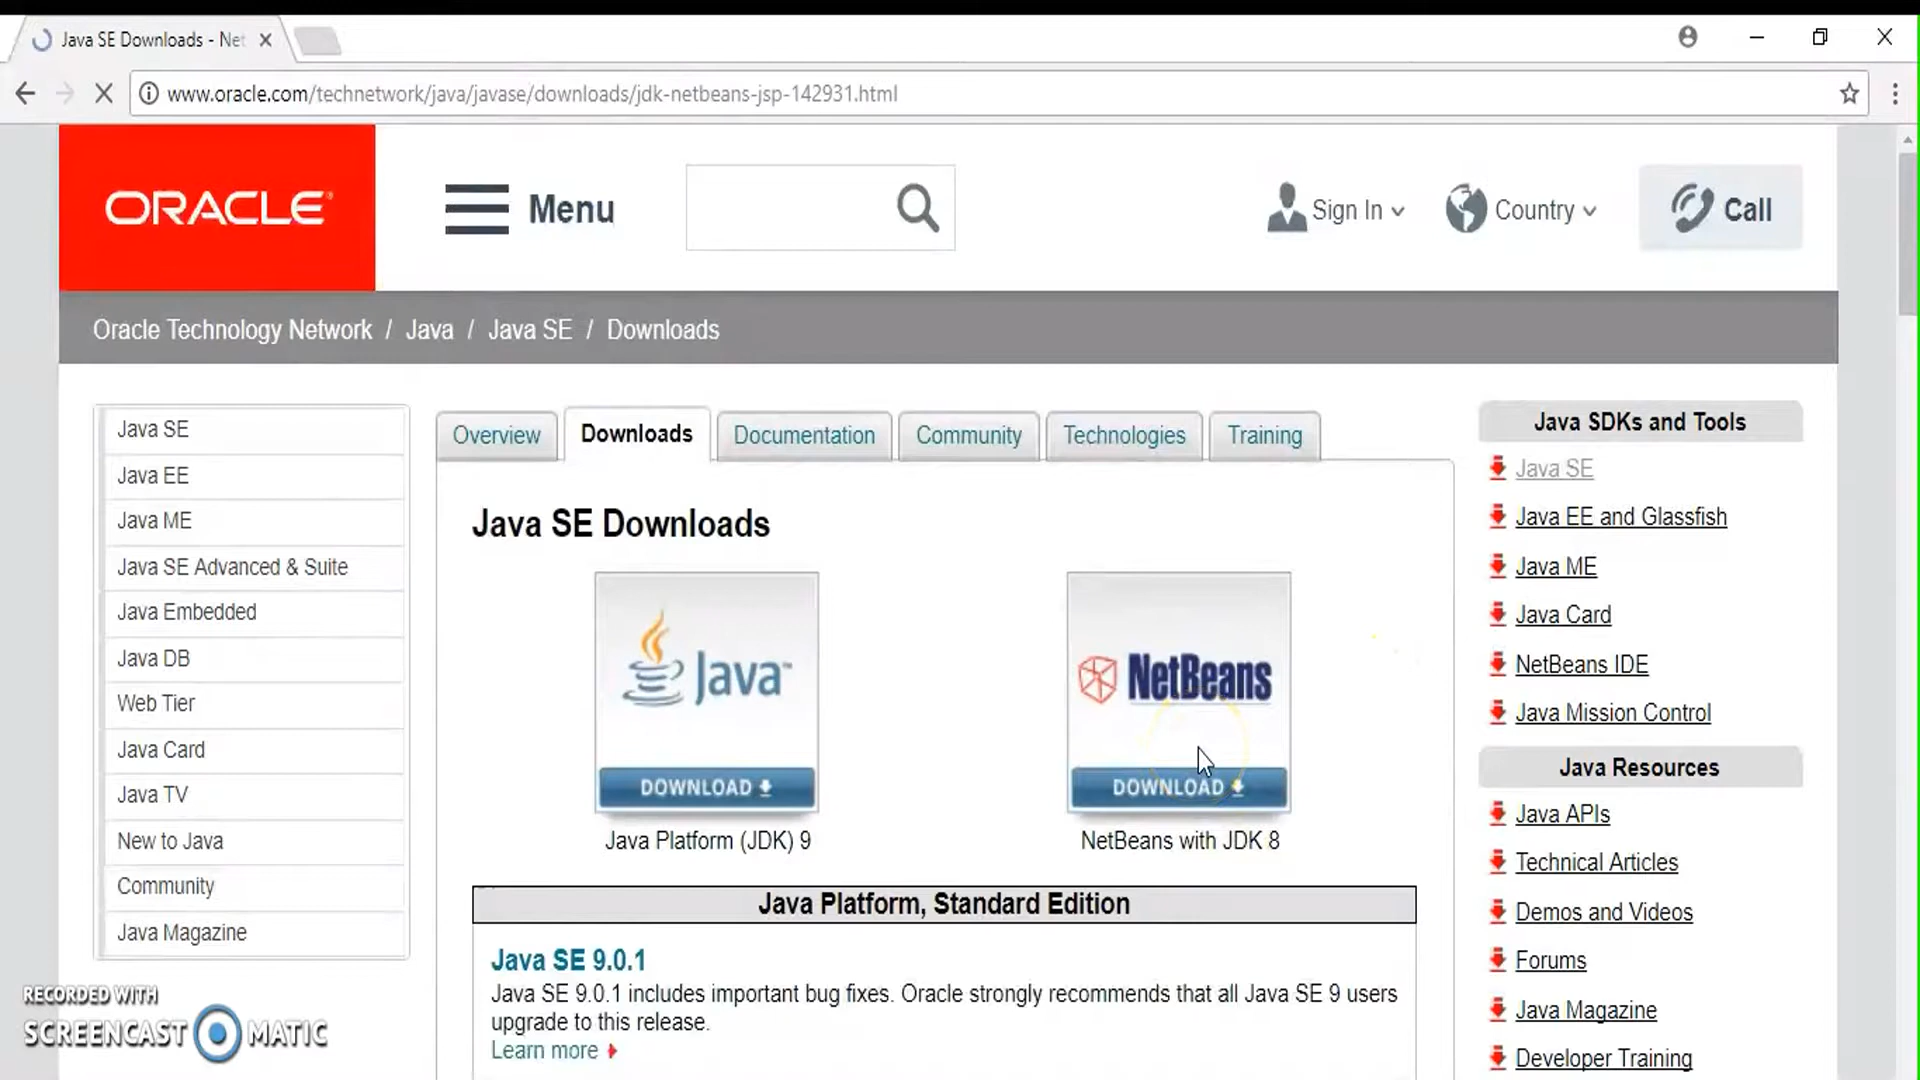 Java SE Downloads - Net
www.oracle.com/technetwork/java/javase/downloads/jdk-netbeans-jsp-142931.html
ORACLE®
Menu
Sign In
Country
Call
Oracle Technology Network / Java / Java SE / Downloads
Java SE
Java EE
Java ME
Java SE Advanced & Suite
Java Embedded
Java DB
Web Tier
Java Card
Java TV
New to Java
Community
Java Magazine
Overview
Downloads
Documentation
Community
Technologies
Training
Java SE Downloads
Java™
DOWNLOAD
Java Platform (JDK) 9
NetBeans
DOWNLOAD
NetBeans with JDK 8
Java Platform, Standard Edition
Java SE 9.0.1
Java SE 9.0.1 includes important bug fixes. Oracle strongly recommends that all Java SE 9 users
upgrade to this release.
Learn more
Java SDKs and Tools
Java SE
Java EE and Glassfish
Java ME
Java Card
NetBeans IDE
Java Mission Control
Java Resources
Java APIs
Technical Articles
Demos and Videos
Forums
Java Magazine
Developer Training
RECORDED WITH
SCREENCAST MATIC